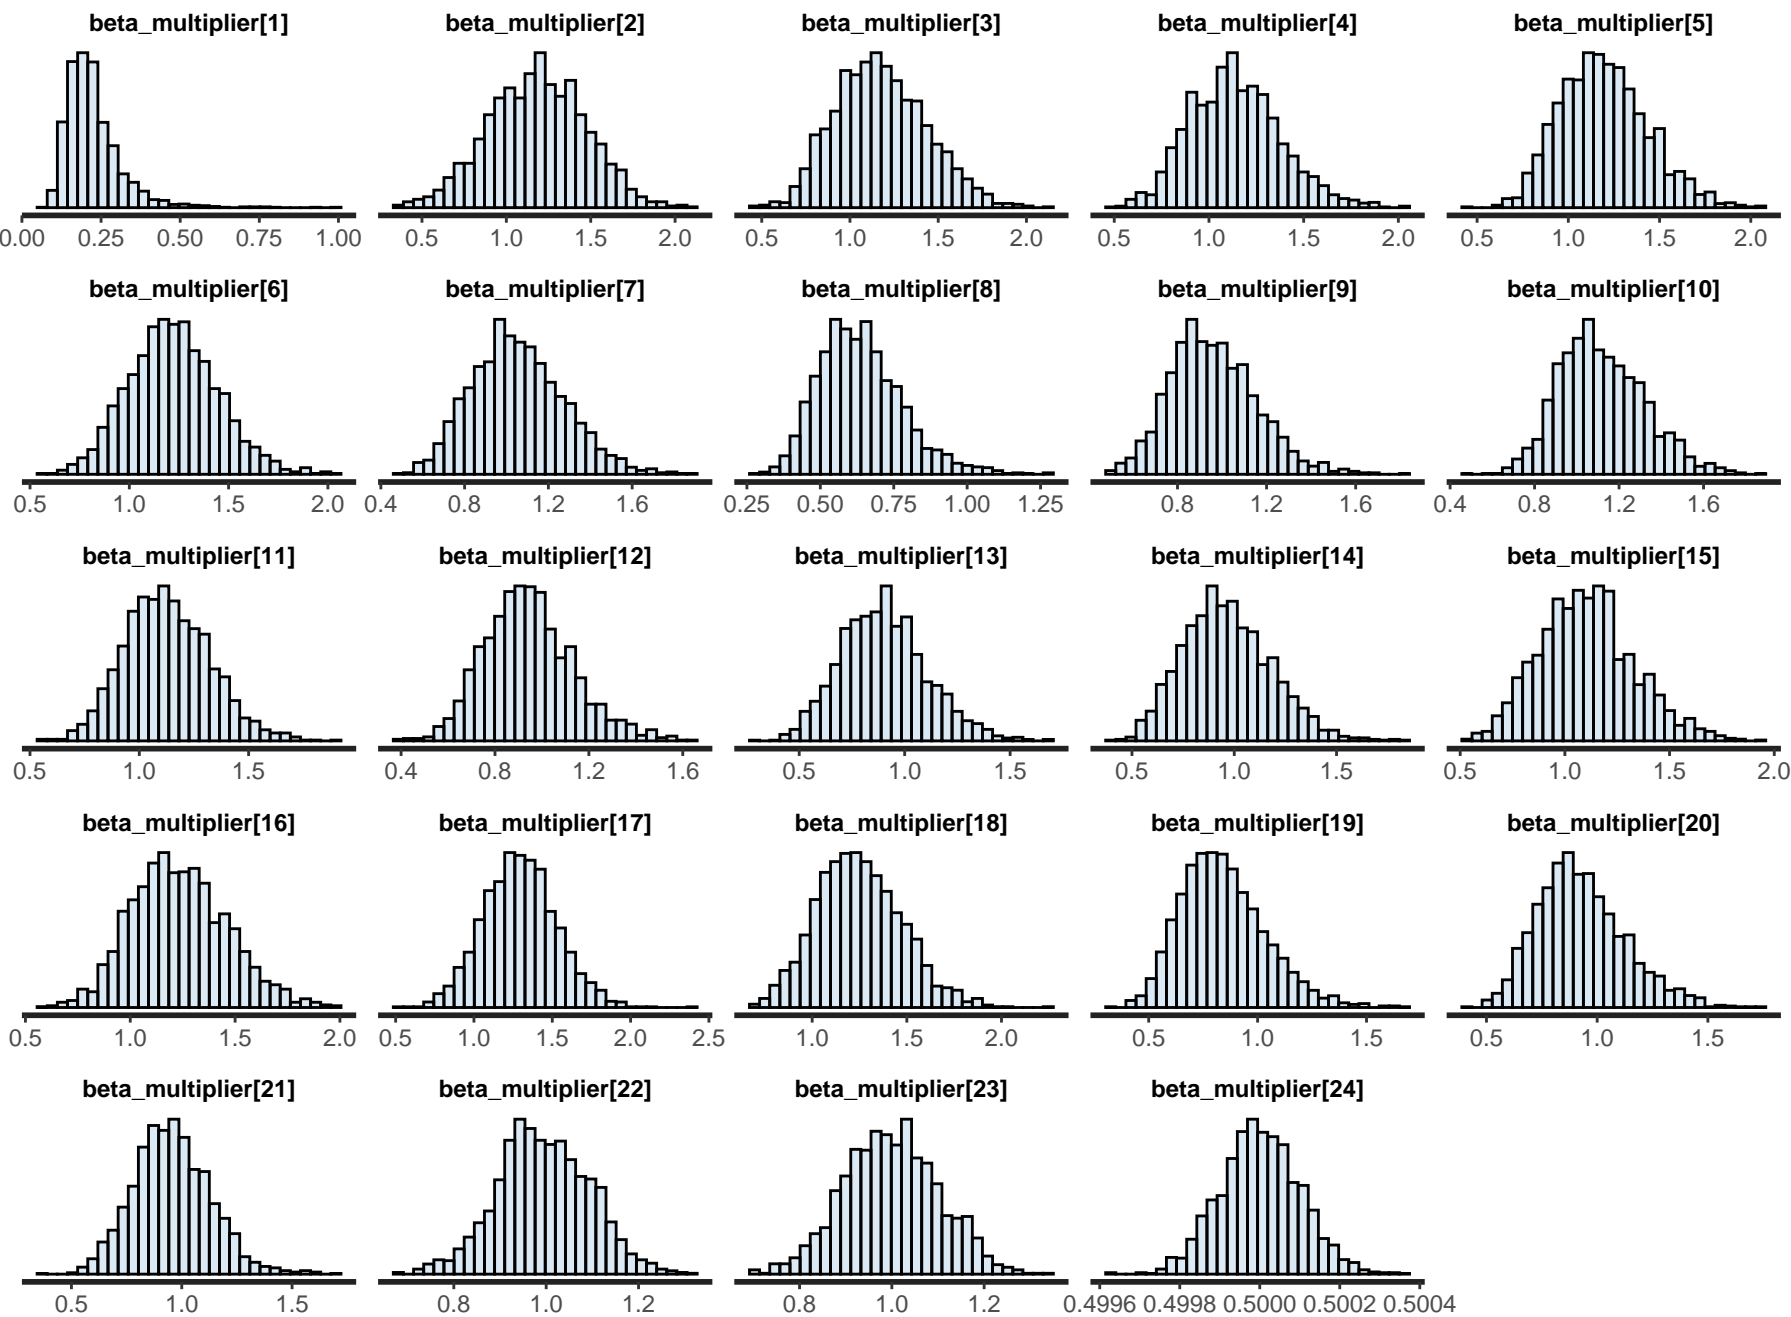 beta_multiplier[1] beta_multiplier[2] beta_multiplier[3] beta_multiplier[4] beta_multiplier[5]
0.00 0.25 0.50 0.75 1.00 0.5 1.0 1.5 2.0 0.5 1.0 1.5 2.0 0.5 1.0 1.5 2.0 0.5 1.0 1.5 2.0
beta_multiplier[6] beta_multiplier[7] beta_multiplier[8] beta_multiplier[9] beta_multiplier[10]
0.5 1.0 1.5 2.0 0.4 0.8 1.2 1.6 0.25 0.50 0.75 1.00 1.25 0.8 1.2 1.6 0.4 0.8 1.2 1.6
beta_multiplier[11] beta_multiplier[12] beta_multiplier[13] beta_multiplier[14] beta_multiplier[15]
0.5 1.0 1.5 0.4 0.8 1.2 1.6 0.5 1.0 1.5 0.5 1.0 1.5 0.5 1.0 1.5 2.0
beta_multiplier[16] beta_multiplier[17] beta_multiplier[18] beta_multiplier[19] beta_multiplier[20]
0.5 1.0 1.5 2.0 0.5 1.0 1.5 2.0 2.5 1.0 1.5 2.0 0.5 1.0 1.5 0.5 1.0 1.5
beta_multiplier[21] beta_multiplier[22] beta_multiplier[23] beta_multiplier[24]
0.5 1.0 1.5 0.8 1.0 1.2 0.8 1.0 1.2 0.4996 0.4998 0.5000 0.5002 0.5004